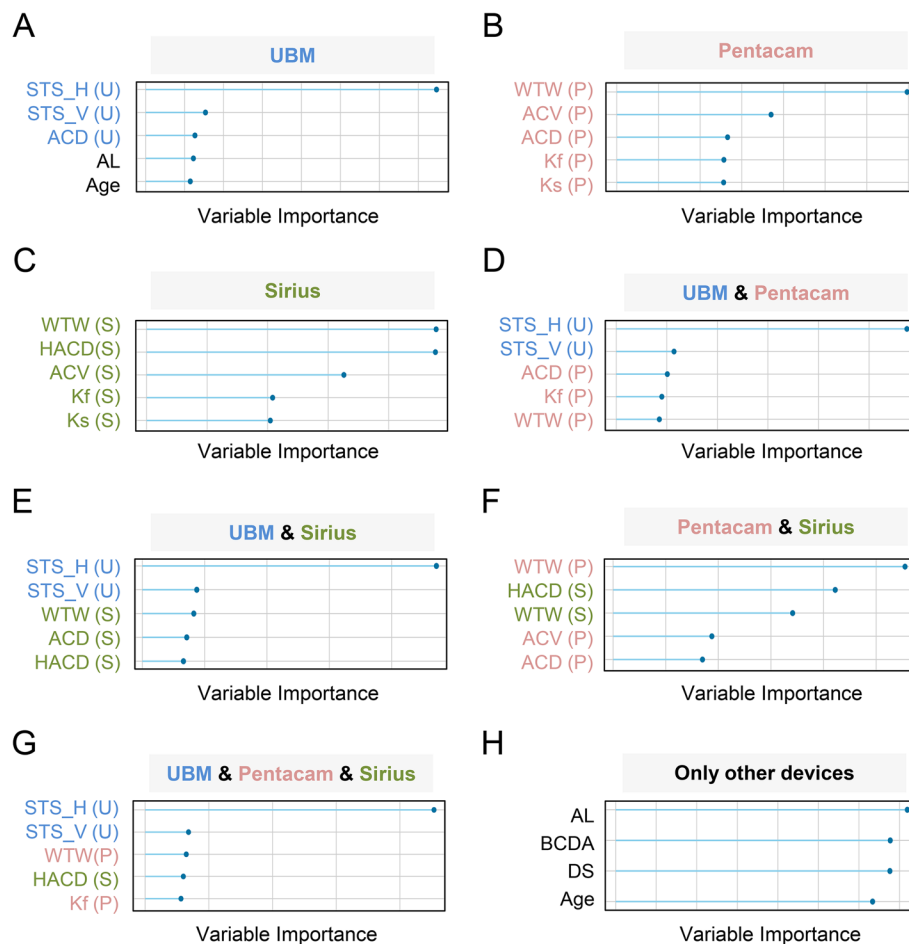 A
UBM
STS_H (U)
STS_V (U)
ACD (U)
AL
Age
Variable Importance
B
Pentacam
WTW (P)
ACV (P)
ACD (P)
Kf (P)
Ks (P)
Variable Importance
C
Sirius
WTW (S)
HACD(S)
ACV (S)
Kf (S)
Ks (S)
Variable Importance
D
UBM & Pentacam
STS_H (U)
STS_V (U)
ACD (P)
Kf (P)
WTW (P)
Variable Importance
E
UBM & Sirius
STS_H (U)
STS_V (U)
WTW (S)
ACD (S)
HACD (S)
Variable Importance
F
Pentacam & Sirius
WTW (P)
HACD (S)
WTW (S)
ACV (P)
ACD (P)
Variable Importance
G
UBM & Pentacam & Sirius
STS_H (U)
STS_V (U)
WTW(P)
HACD (S)
Kf (P)
Variable Importance
H
Only other devices
AL
BCDA
DS
Age
Variable Importance